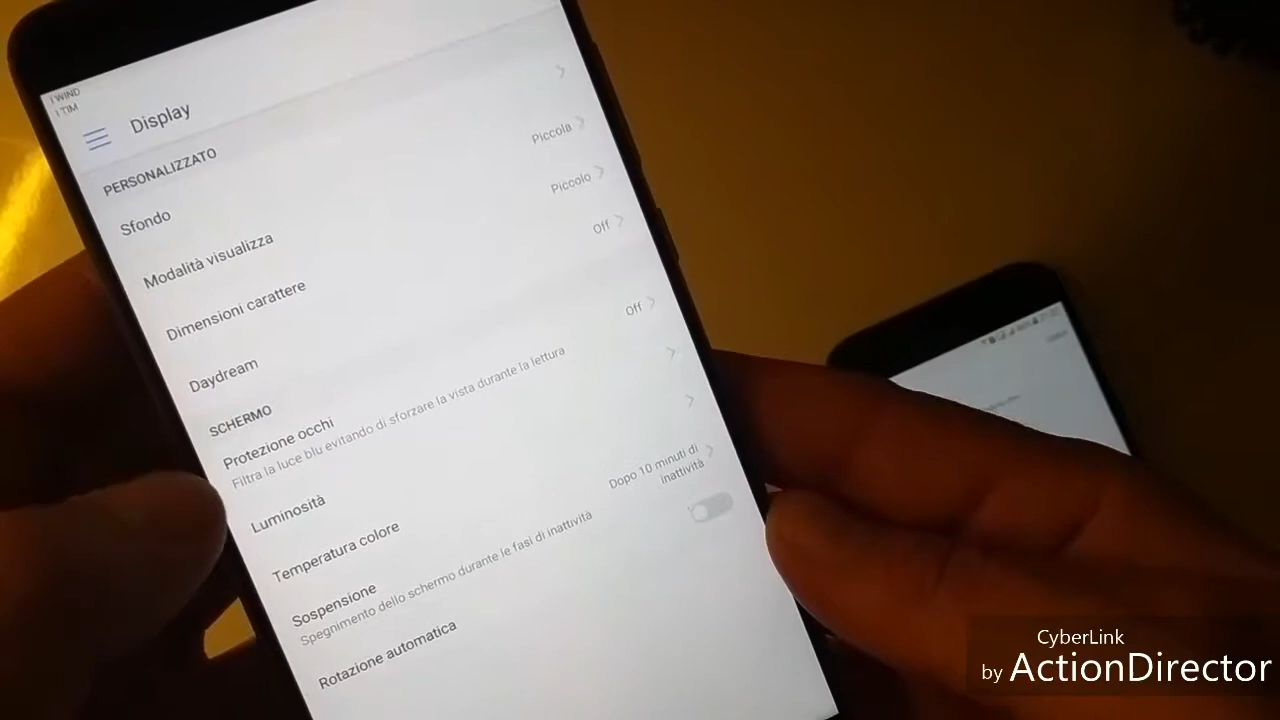 I WIND
I TIM
Display
PERSONALIZZATO
Sfondo
Modalità visualizza Piccola
Dimensioni carattere Piccolo
Daydream Off
SCHERMO
Protezione occhi Off
Filtra la luce blu evitando di sforzare la vista durante la lettura
Luminosità
Temperatura colore
Sospensione Dopo 10 minuti di
inattività
Spegnimento dello schermo durante le fasi di inattività
Rotazione automatica
CyberLink
by ActionDirector